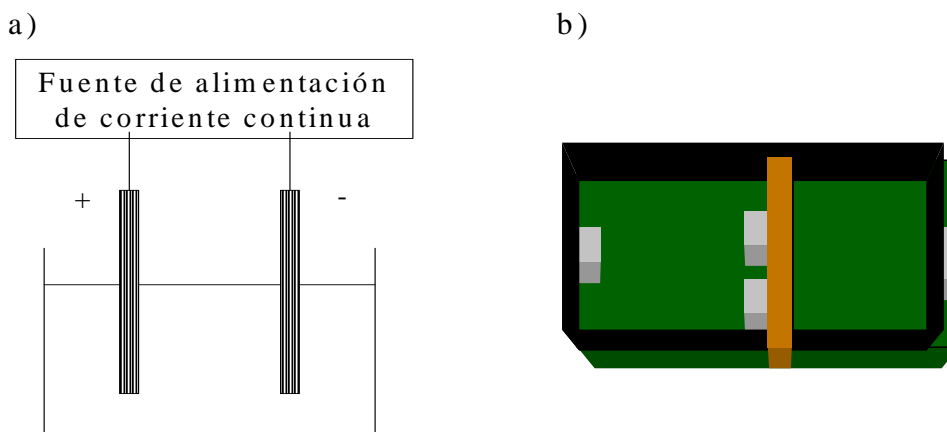 a)
b)
Fuente de alimentación
de corriente continua
+
-